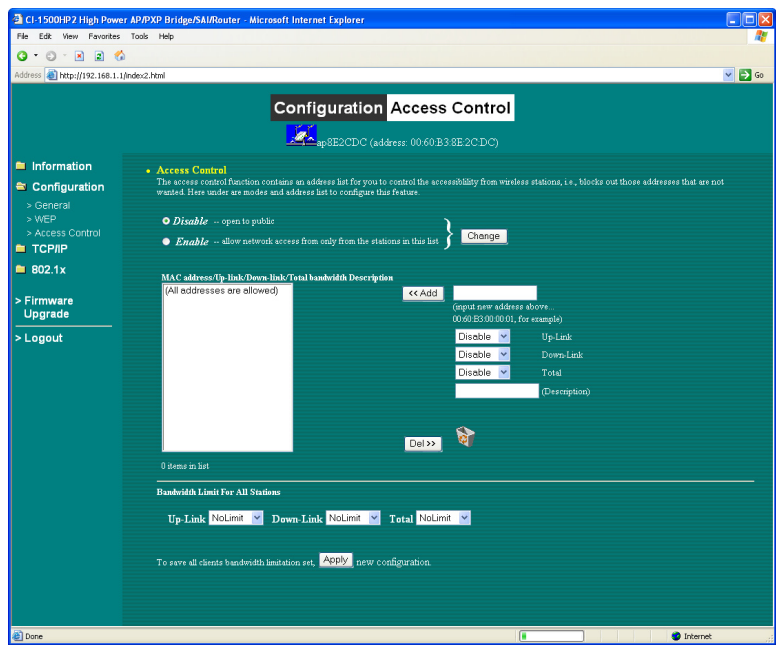 CI-1500HP2 High Power AP/PXP Bridge/SAI/Router - Microsoft Internet Explorer
File Edit View Favorites Tools Help
Address http://192.168.1.1/index2.html Go
Configuration Access Control
ap8E2CDC (address: 00:60:B3:8E:2C:DC)
Information
Configuration
> General
> WEP
> Access Control
TCP/IP
802.1x
> Firmware
Upgrade
> Logout
Access Control
The access control function contains an address list for you to control the accessiblility from wireless stations, i.e., blocks out those addresses that are not
wanted. Here under are modes and address list to configure this feature.
Disable -- open to public
Enable -- allow network access from only from the stations in this list
} Change
MAC address/Up-link/Down-link/Total bandwidth Description
(All addresses are allowed)
<< Add
(input new address above...
00:60:B3:00:00:01, for example)
Disable Up-Link
Disable Down-Link
Disable Total
(Description)
Del >>
0 items in list
Bandwidth Limit For All Stations
Up-Link NoLimit Down-Link NoLimit Total NoLimit
To save all clients bandwidth limitation set, Apply new configuration.
Done Internet